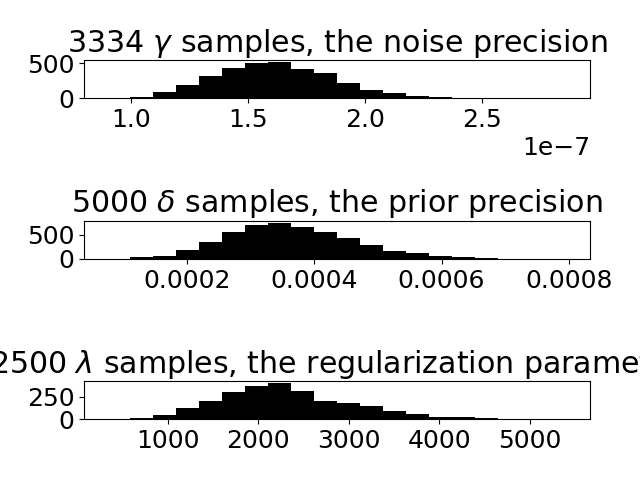 3334 γ samples, the noise precision
500
0
1.0 1.5 2.0 2.5
1e−7
5000 δ samples, the prior precision
500
0
0.0002 0.0004 0.0006 0.0008
2500 λ samples, the regularization parame
250
0
1000 2000 3000 4000 5000